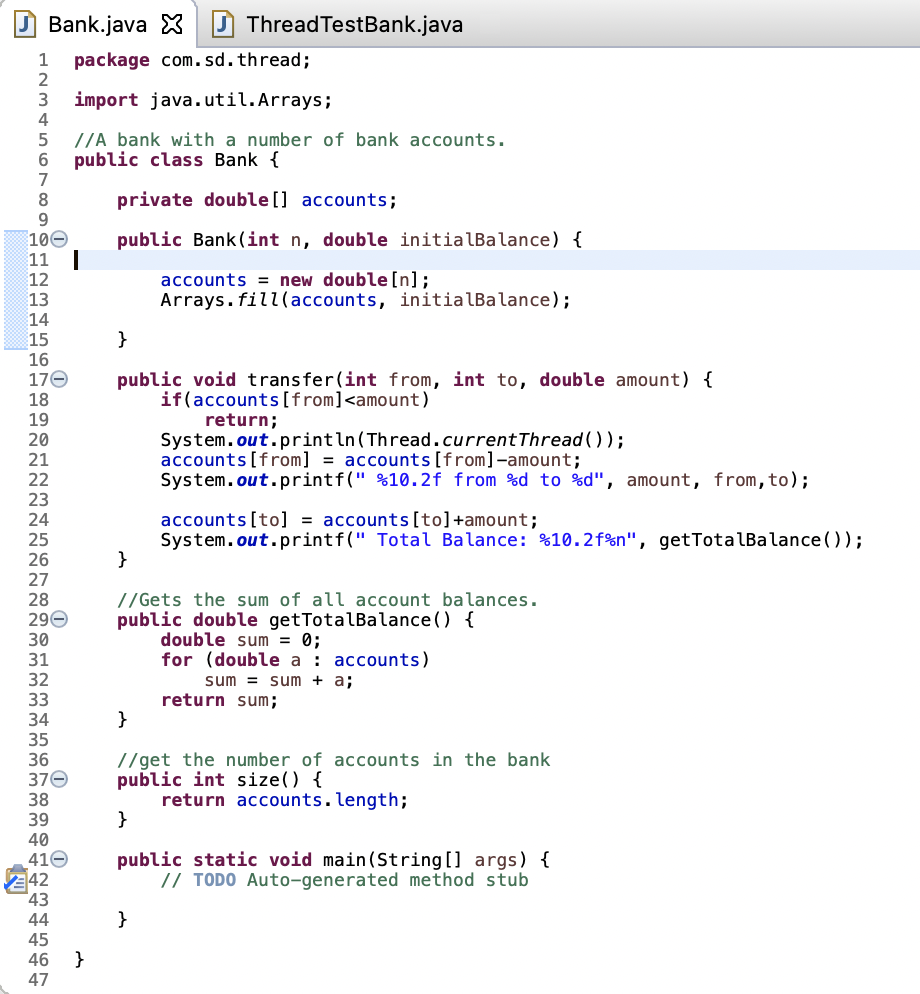 Bank.java ThreadTestBank.java
1 package com.sd.thread;
2
3 import java.util.Arrays;
4
5 //A bank with a number of bank accounts.
6 public class Bank {
7
8     private double[] accounts;
9
10     public Bank(int n, double initialBalance) {
11
12         accounts = new double[n];
13         Arrays.fill(accounts, initialBalance);
14
15     }
16
17     public void transfer(int from, int to, double amount) {
18         if(accounts[from]<amount)
19             return;
20         System.out.println(Thread.currentThread());
21         accounts[from] = accounts[from]-amount;
22         System.out.printf(" %10.2f from %d to %d", amount, from,to);
23
24         accounts[to] = accounts[to]+amount;
25         System.out.printf(" Total Balance: %10.2f%n", getTotalBalance());
26     }
27
28     //Gets the sum of all account balances.
29     public double getTotalBalance() {
30         double sum = 0;
31         for (double a : accounts)
32             sum = sum + a;
33         return sum;
34     }
35
36     //get the number of accounts in the bank
37     public int size() {
38         return accounts.length;
39     }
40
41     public static void main(String[] args) {
42         // TODO Auto-generated method stub
43
44     }
45
46 }
47